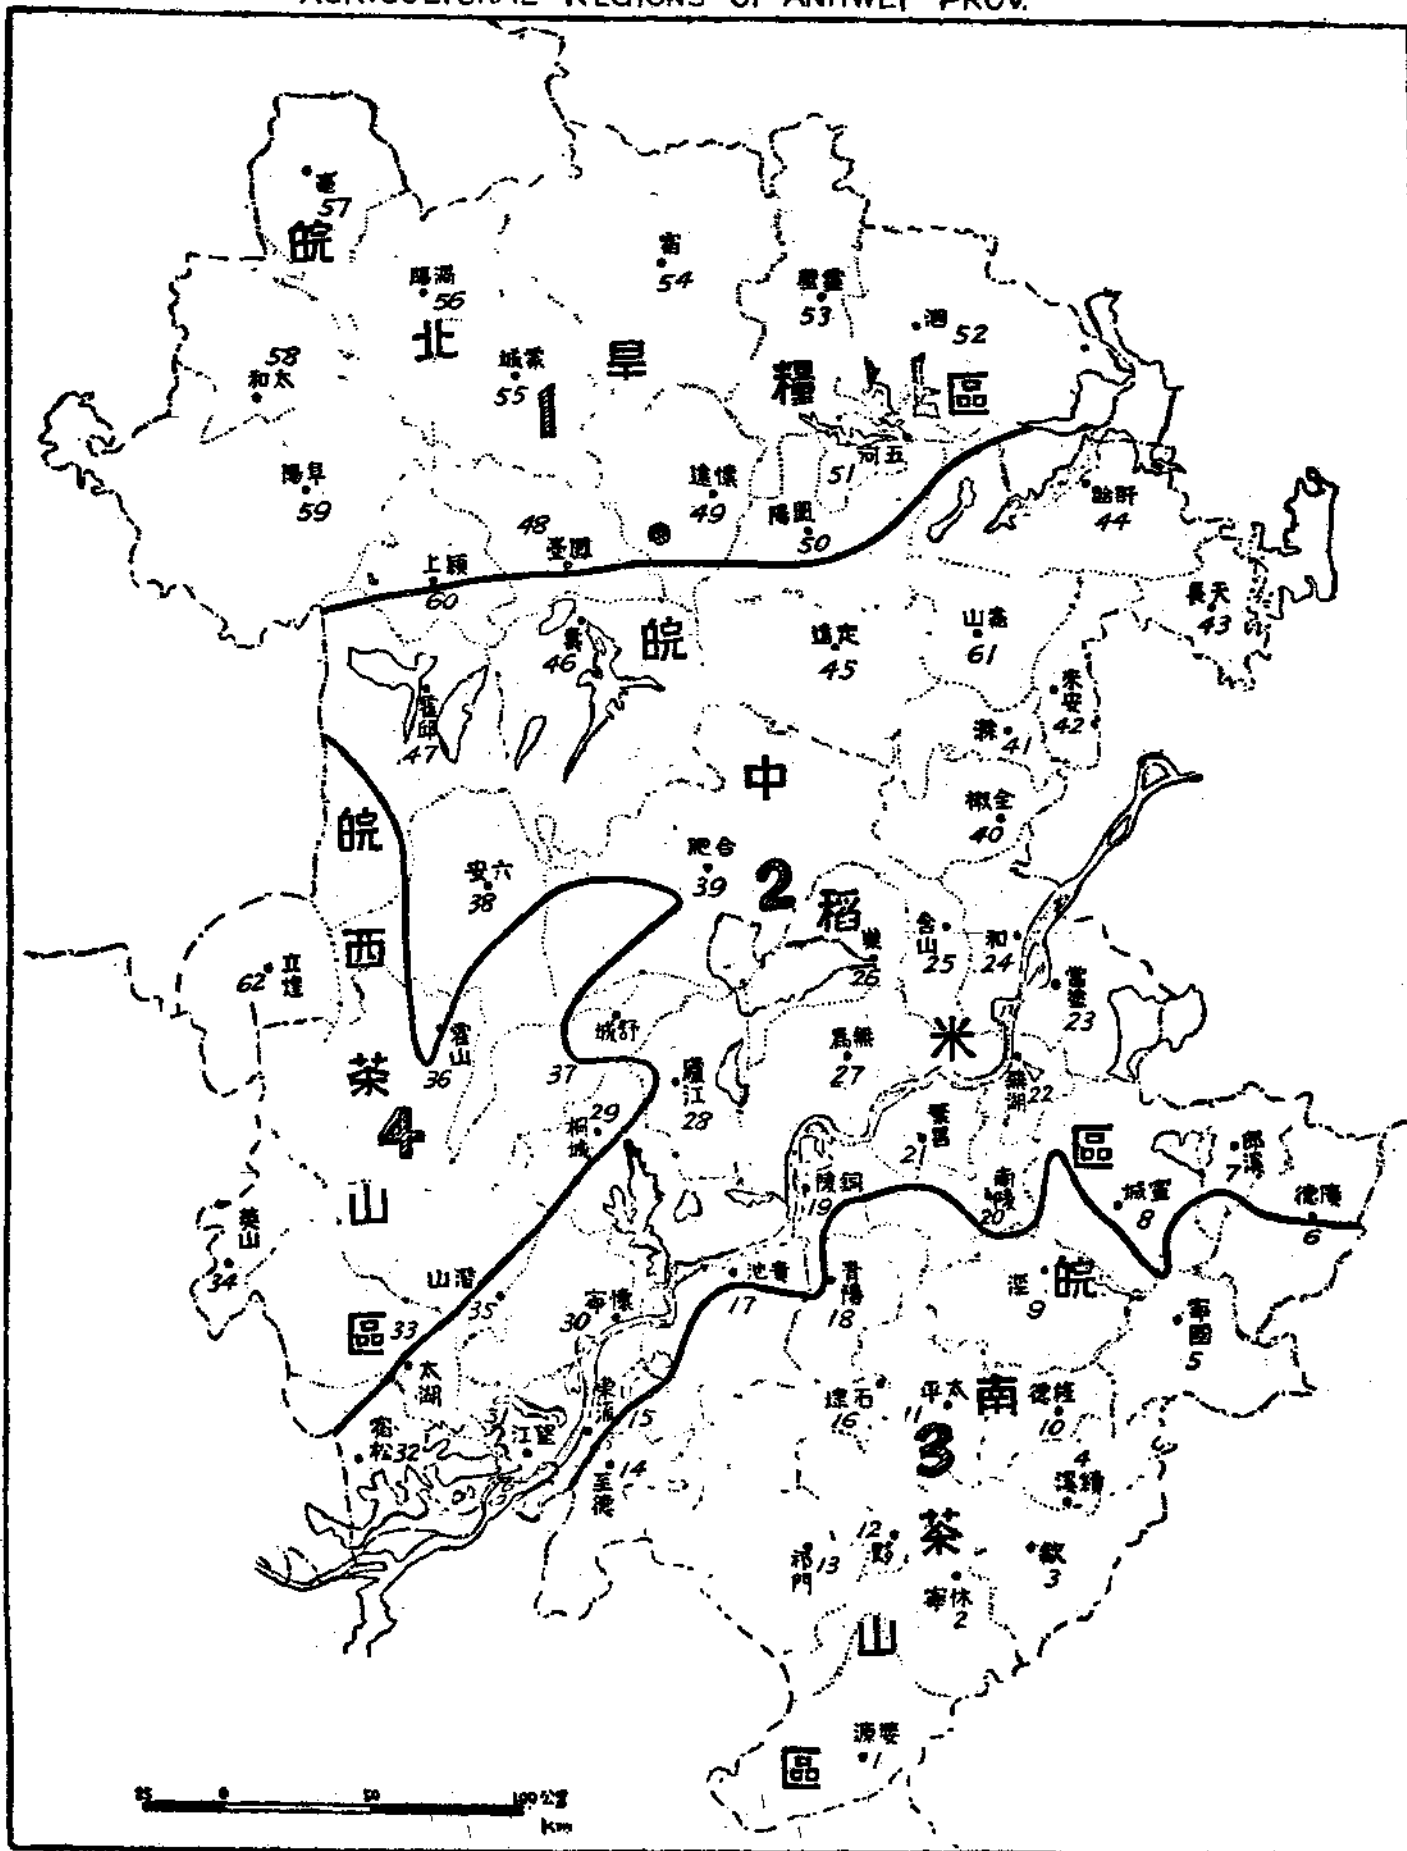 AGRICULTURAL REGIONS OF ANHWEI PROV.
亳
57
皖
北
旱
糧
區
1
渦陽
56
宿
54
靈璧
53
泗
52
蒙城
55
58
太和
阜陽
59
懷遠
49
五河
51
鳳陽
50
48
鳳臺
潁上
60
盱眙
44
天長
43
皖
中
2
稻
米
區
壽
46
霍邱
47
定遠
45
嘉山
61
來安
42
滁
41
全椒
40
合肥
39
六安
38
巢
26
含山
25
和
24
當塗
23
無為
27
蕪湖
22
繁昌
21
南陵
20
銅陵
19
廬江
28
舒城
37
桐城
29
懷寧
30
望江
31
宿松
32
太湖
33
潛山
35
皖
西
茶
4
山
區
立煌
62
霍山
36
英山
34
郎溪
7
廣德
6
宣城
8
皖
南
3
茶
山
區
涇
9
寧國
5
貴池
17
青陽
18
石埭
16
太平
11
旌德
10
4
績溪
東流
15
至德
14
祁門
13
12
黟
歙
3
休寧
2
婺源
1
25 0 50 100公里
km